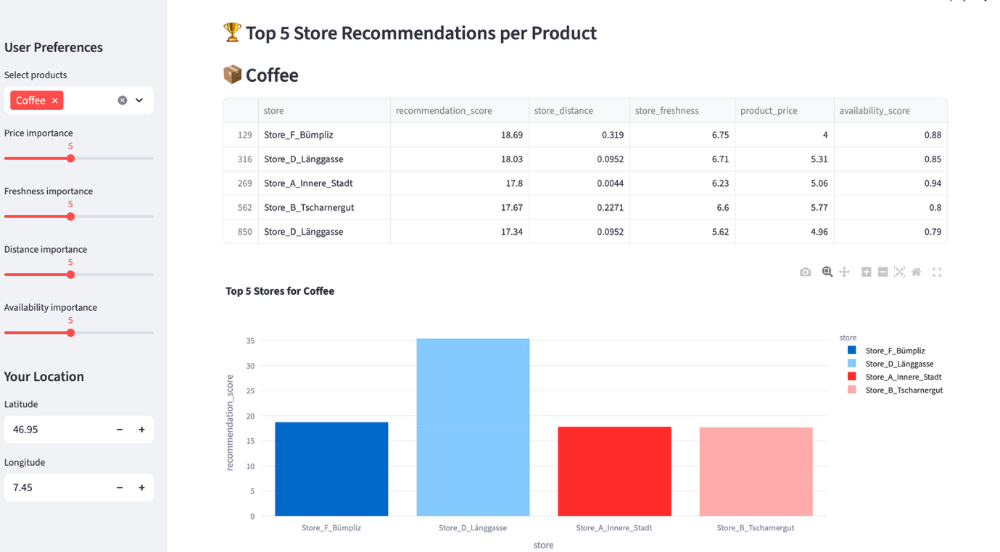 User Preferences
Select products
Coffee ×
Price importance
5
Freshness importance
5
Distance importance
5
Availability importance
5
Your Location
Latitude
46.95 − +
Longitude
7.45 − +
🏆 Top 5 Store Recommendations per Product
📦 Coffee
store recommendation_score store_distance store_freshness product_price availability_score
129 Store_F_Bümpliz 18.69 0.319 6.75 4 0.88
316 Store_D_Länggasse 18.03 0.0952 6.71 5.31 0.85
269 Store_A_Innere_Stadt 17.8 0.0044 6.23 5.06 0.94
562 Store_B_Tscharnergut 17.67 0.2271 6.6 5.77 0.8
850 Store_D_Länggasse 17.34 0.0952 5.62 4.96 0.79
Top 5 Stores for Coffee
recommendation_score
35
30
25
20
15
10
5
0
Store_F_Bümpliz Store_D_Länggasse Store_A_Innere_Stadt Store_B_Tscharnergut
store
store
Store_F_Bümpliz
Store_D_Länggasse
Store_A_Innere_Stadt
Store_B_Tscharnergut